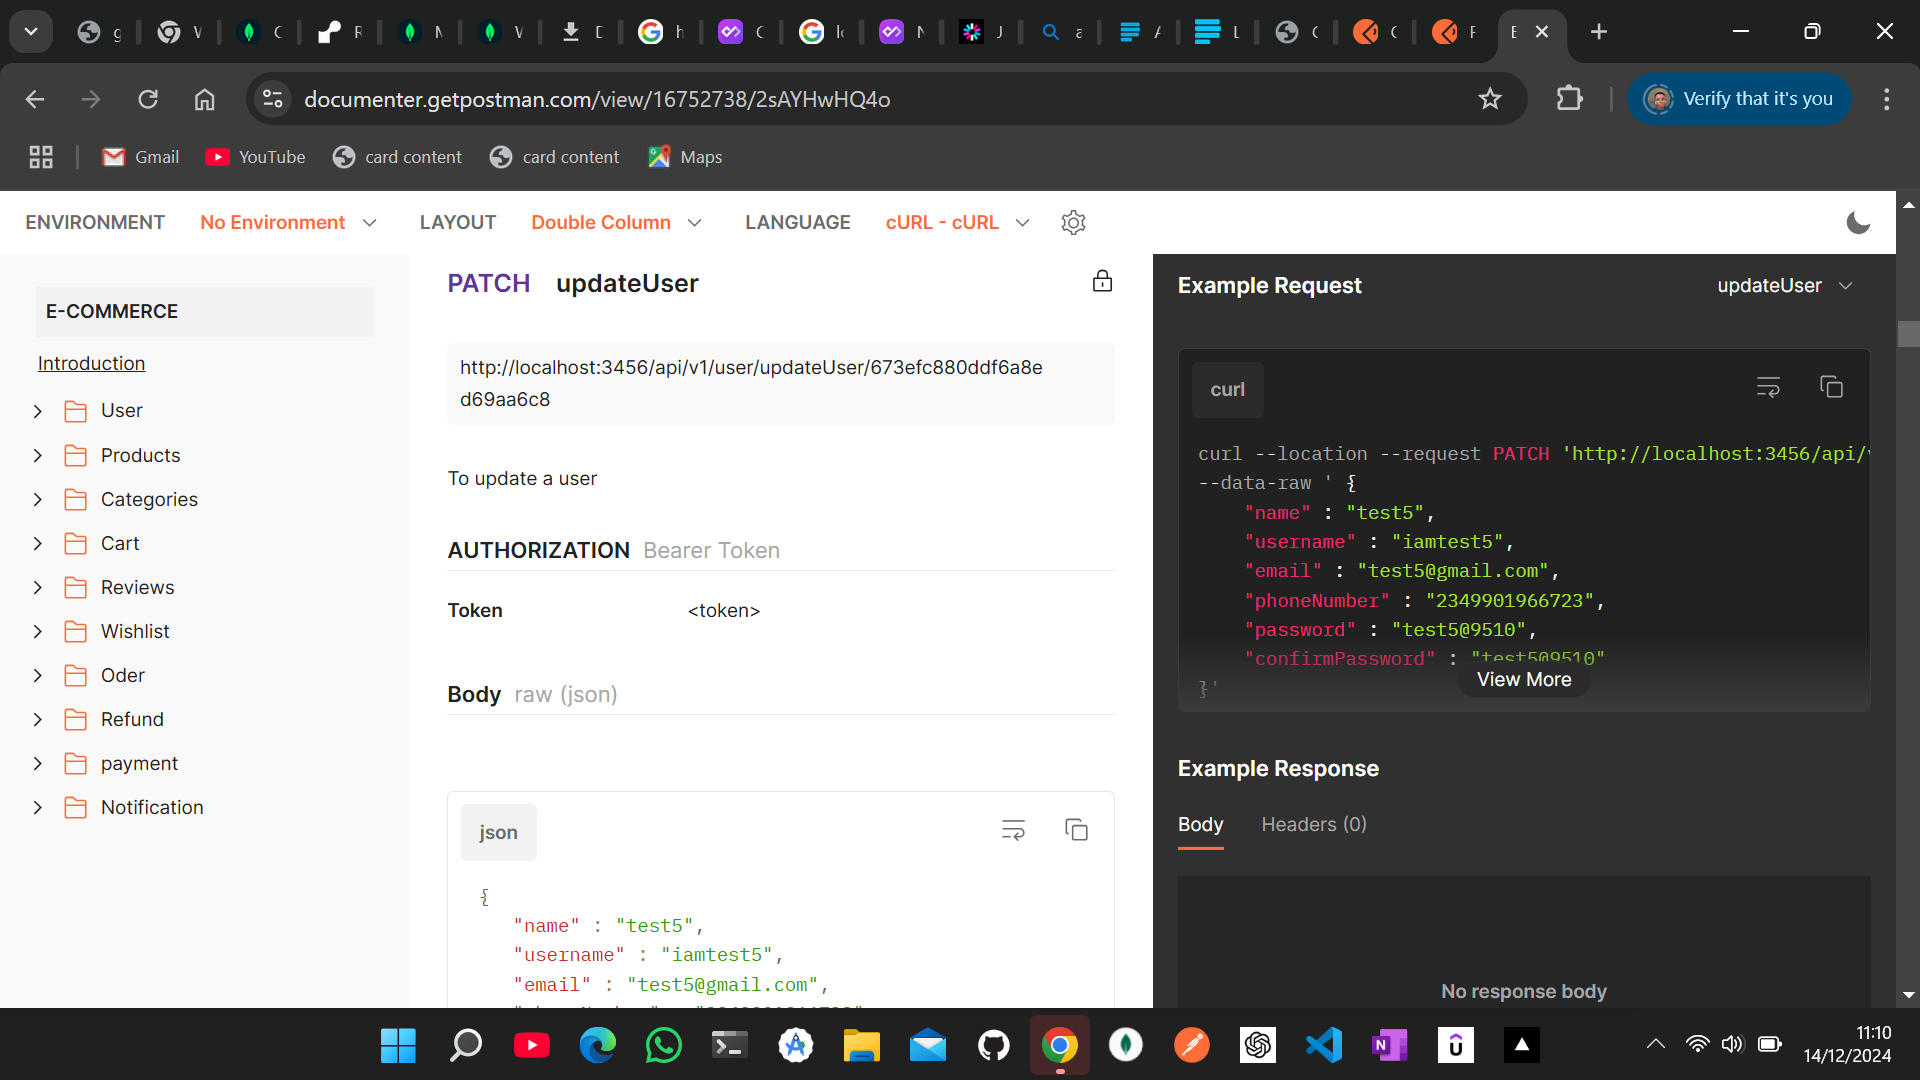 g
V
C
R
M
V
D
h
C
lo
N
J
a
A
L
C
C
F
E
documenter.getpostman.com/view/16752738/2sAYHwHQ4o
Verify that it's you
Gmail
YouTube
card content
card content
Maps
ENVIRONMENT
No Environment
LAYOUT
Double Column
LANGUAGE
cURL - cURL
E-COMMERCE
Introduction
User
Products
Categories
Cart
Reviews
Wishlist
Oder
Refund
payment
Notification
PATCH updateUser
http://localhost:3456/api/v1/user/updateUser/673efc880ddf6a8e
d69aa6c8
To update a user
AUTHORIZATION Bearer Token
Token <token>
Body raw (json)
json
{
"name" : "test5",
"username" : "iamtest5",
"email" : "test5@gmail.com",
Example Request
updateUser
curl
curl --location --request PATCH 'http://localhost:3456/api/v
--data-raw ' {
"name" : "test5",
"username" : "iamtest5",
"email" : "test5@gmail.com",
"phoneNumber" : "2349901966723",
"password" : "test5@9510",
"confirmPassword" : "test5@9510"
}'
View More
Example Response
Body
Headers (0)
No response body
11:10
14/12/2024